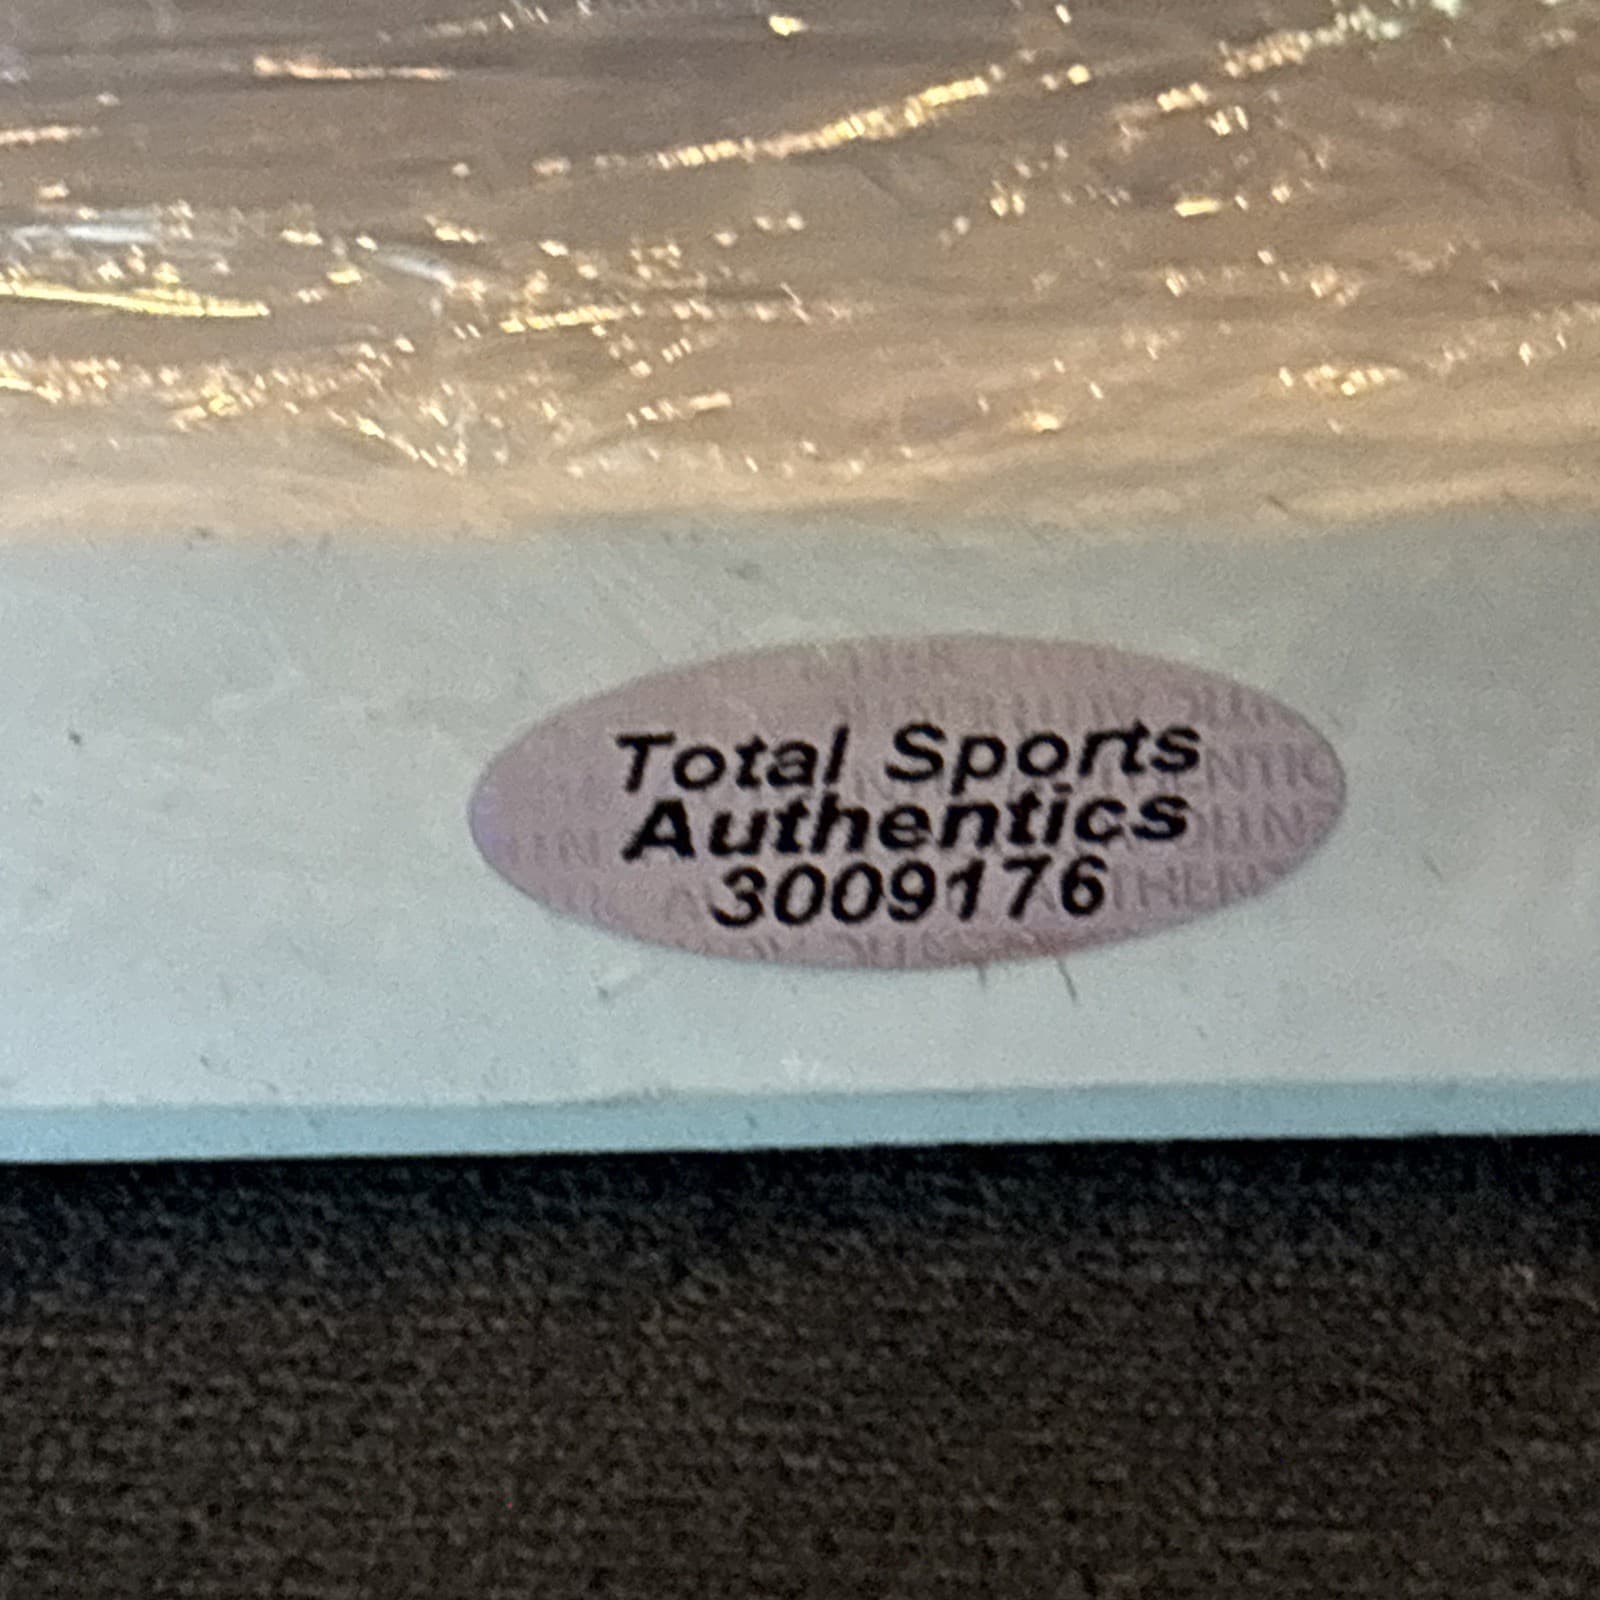 Total Sports
Authentics
3009176